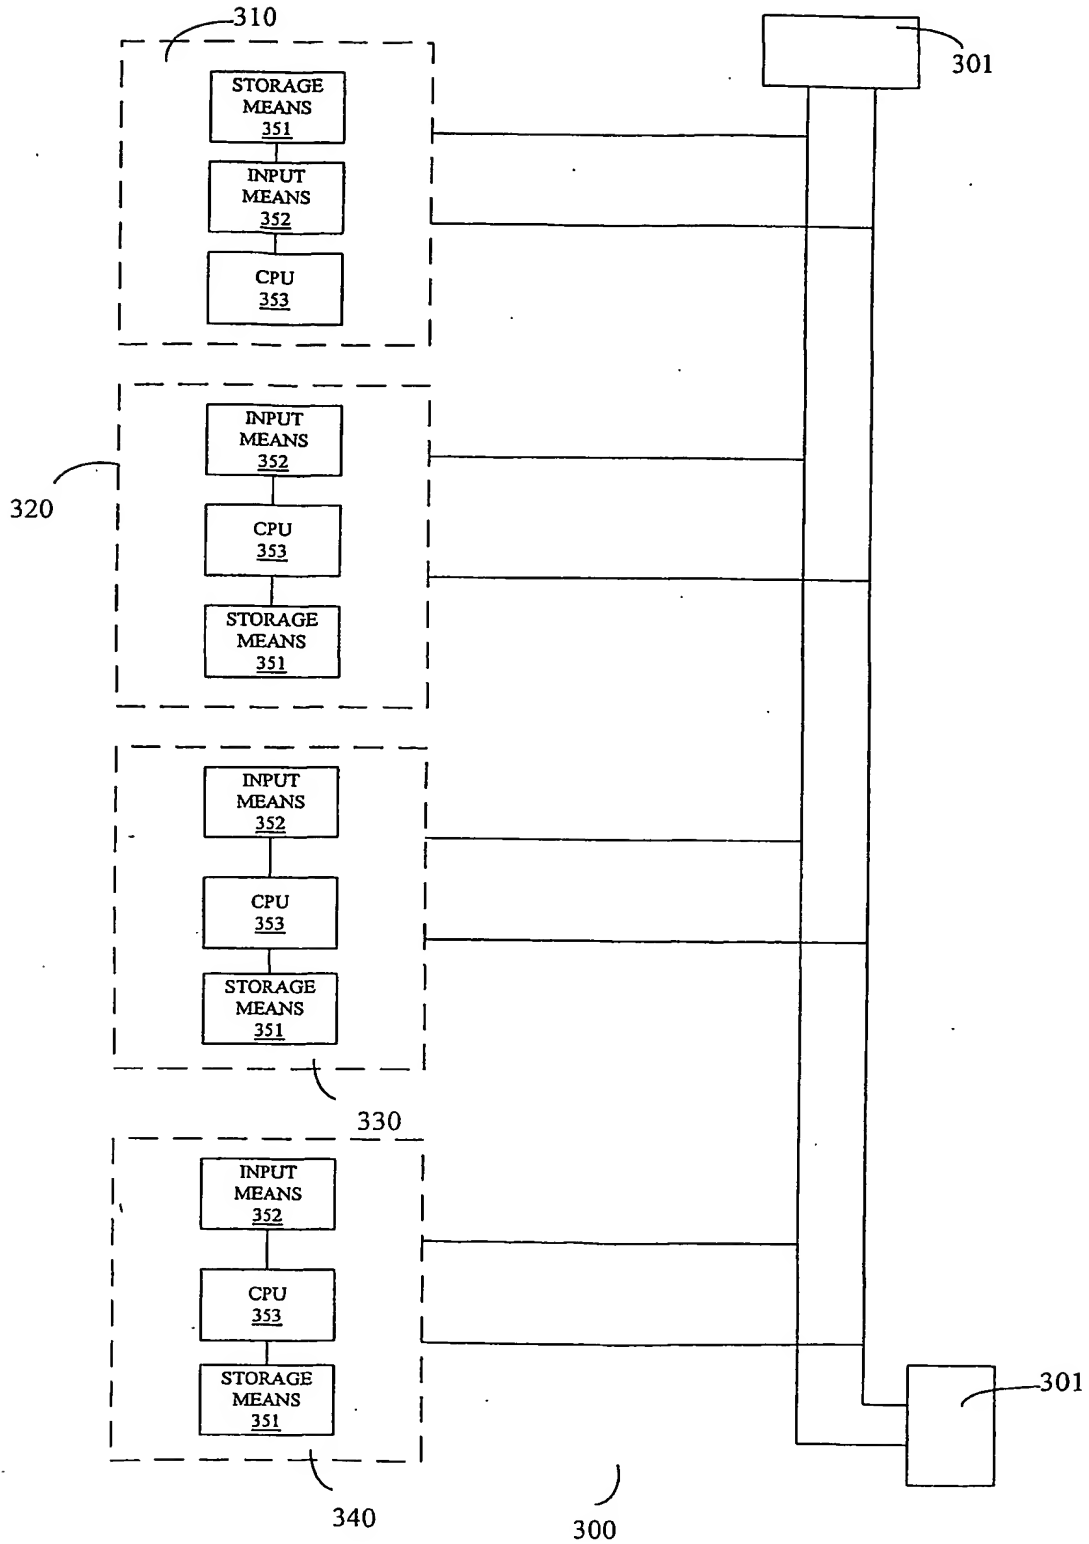 310
301
STORAGE
MEANS
351
INPUT
MEANS
352
CPU
353
320
INPUT
MEANS
352
CPU
353
STORAGE
MEANS
351
INPUT
MEANS
352
CPU
353
STORAGE
MEANS
351
330
INPUT
MEANS
352
CPU
353
STORAGE
MEANS
351
301
340
300